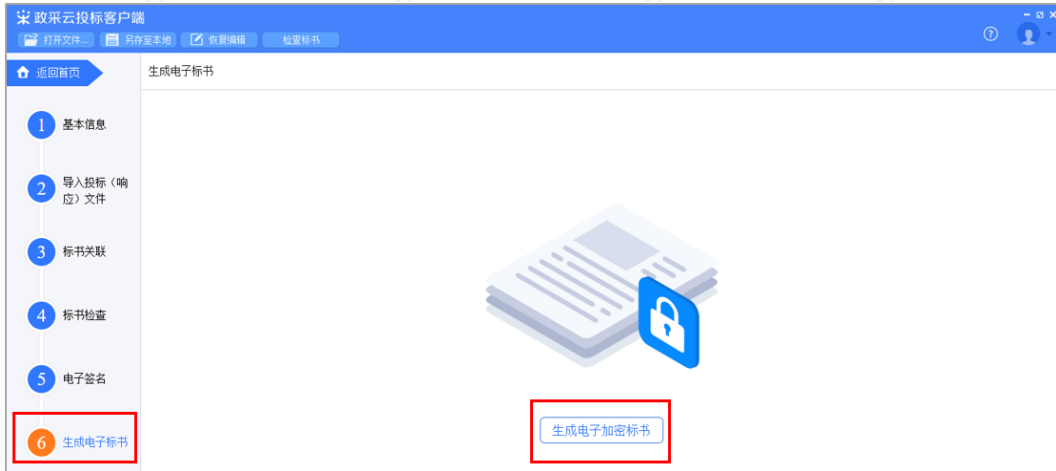 政采云投标客户端
打开文件... 另存至本地 恢复编辑 检查标书
返回首页
生成电子标书
1 基本信息
2 导入投标（响
应）文件
3 标书关联
4 标书检查
5 电子签名
6 生成电子标书
生成电子加密标书